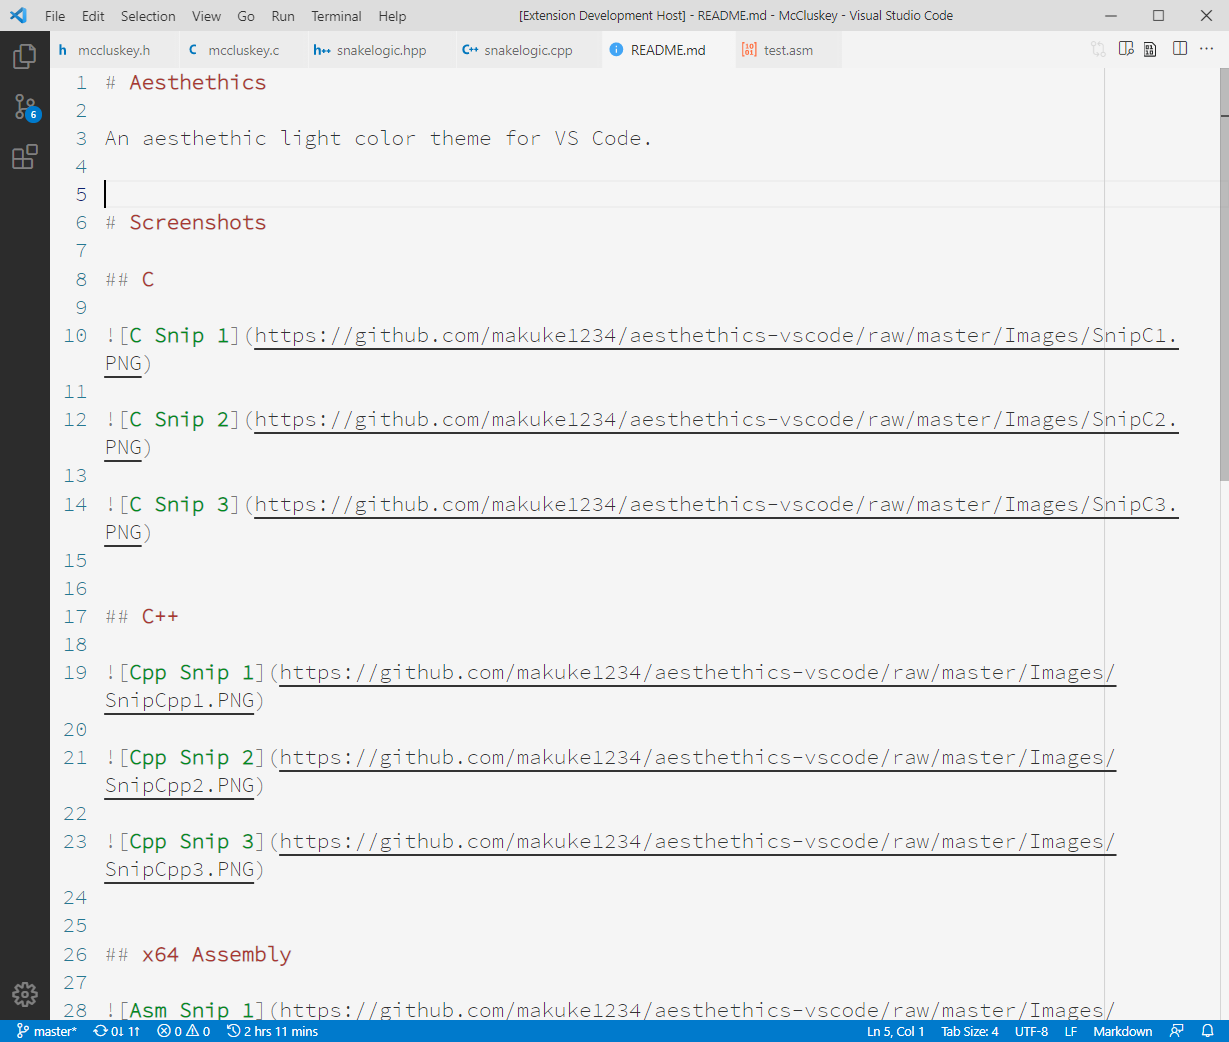 File Edit Selection View Go Run Terminal Help [Extension Development Host] - README.md - McCluskey - Visual Studio Code
h mccluskey.h C mccluskey.c h++ snakelogic.hpp C++ snakelogic.cpp README.md test.asm
1 # Aesthethics
2
3 An aesthethic light color theme for VS Code.
4
5
6 # Screenshots
7
8 ## C
9
10 ![C Snip 1](https://github.com/makuke1234/aesthethics-vscode/raw/master/Images/SnipC1.
PNG)
11
12 ![C Snip 2](https://github.com/makuke1234/aesthethics-vscode/raw/master/Images/SnipC2.
PNG)
13
14 ![C Snip 3](https://github.com/makuke1234/aesthethics-vscode/raw/master/Images/SnipC3.
PNG)
15
16
17 ## C++
18
19 ![Cpp Snip 1](https://github.com/makuke1234/aesthethics-vscode/raw/master/Images/
SnipCpp1.PNG)
20
21 ![Cpp Snip 2](https://github.com/makuke1234/aesthethics-vscode/raw/master/Images/
SnipCpp2.PNG)
22
23 ![Cpp Snip 3](https://github.com/makuke1234/aesthethics-vscode/raw/master/Images/
SnipCpp3.PNG)
24
25
26 ## x64 Assembly
27
28 ![Asm Snip 1](https://github.com/makuke1234/aesthethics-vscode/raw/master/Images/
6
master* 0↓ 1↑ 0 0 2 hrs 11 mins Ln 5, Col 1 Tab Size: 4 UTF-8 LF Markdown